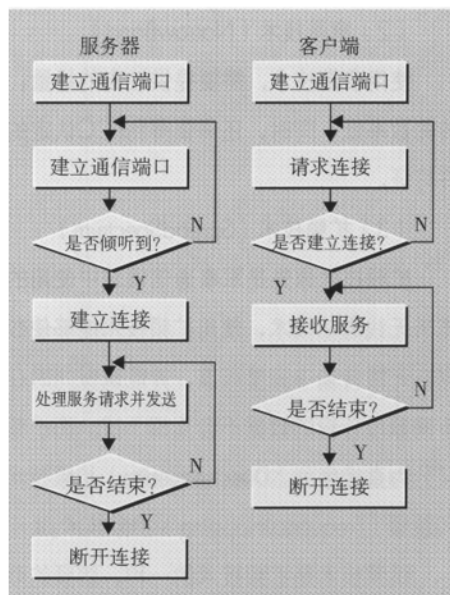 服务器
建立通信端口
建立通信端口
是否倾听到?
N
Y
建立连接
处理服务请求并发送
是否结束?
N
Y
断开连接
客户端
建立通信端口
请求连接
是否建立连接?
N
Y
接收服务
是否结束?
N
Y
断开连接